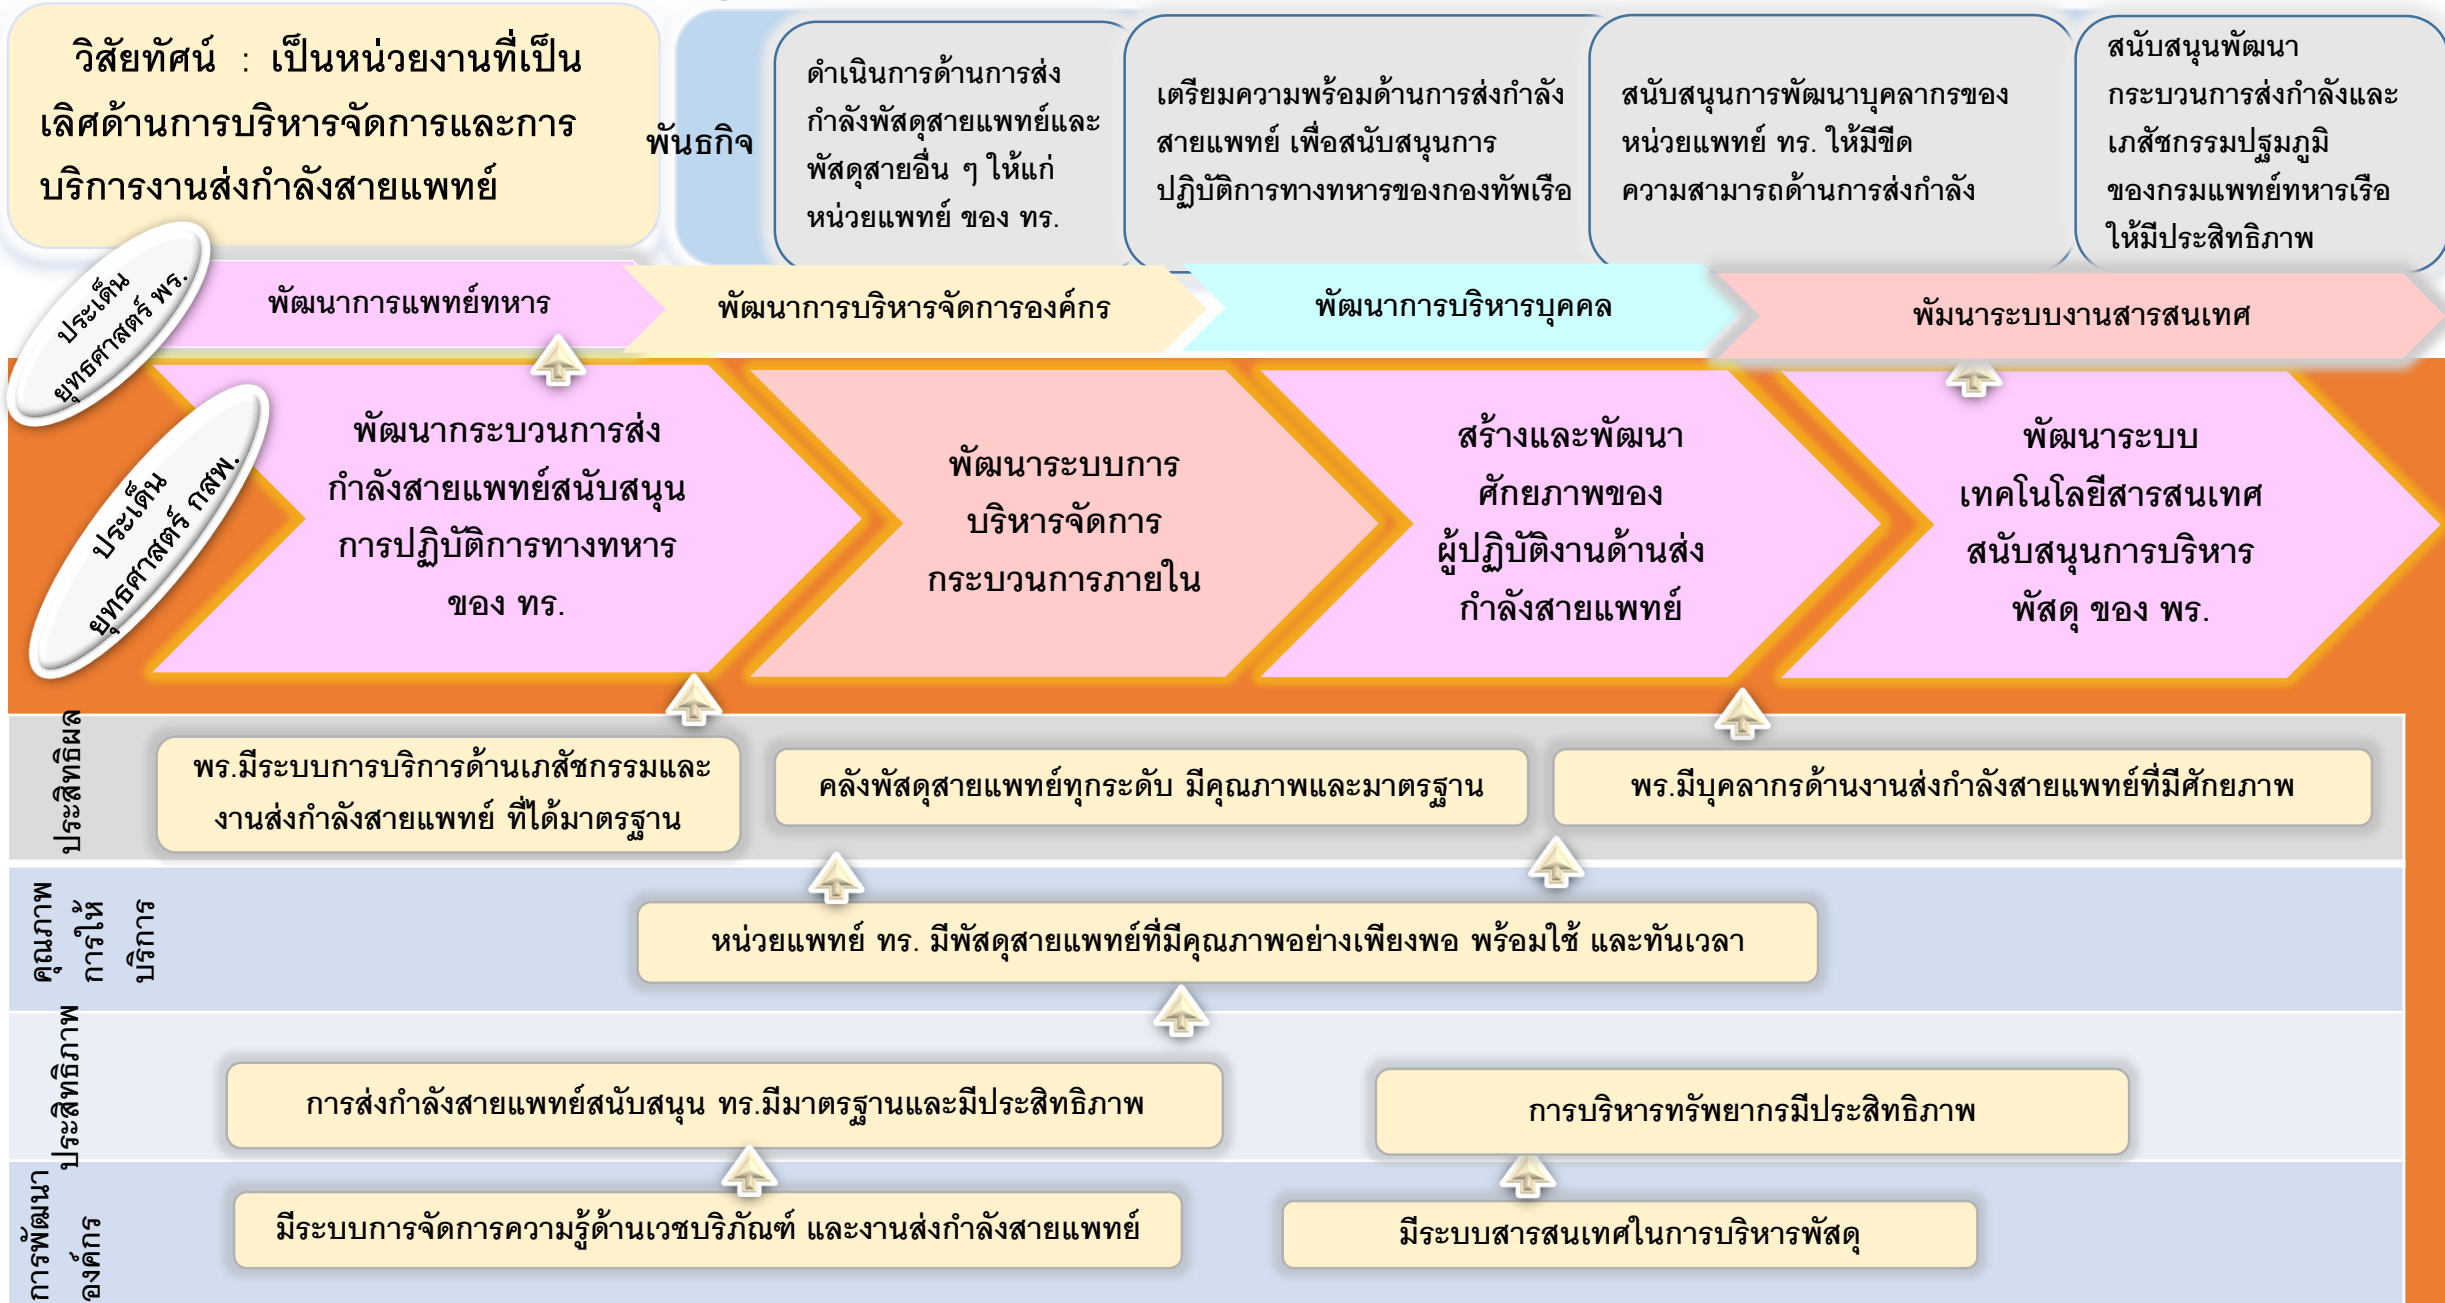 วิสัยทัศน์ : เป็นหน่วยงานที่เป็น
เลิศด้านการบริหารจัดการและการ
บริการงานส่งกำลังสายแพทย์
พันธกิจ
ดำเนินการด้านการส่ง
กำลังพัสดุสายแพทย์และ
พัสดุสายอื่น ๆ ให้แก่
หน่วยแพทย์ ของ ทร.
เตรียมความพร้อมด้านการส่งกำลัง
สายแพทย์ เพื่อสนับสนุนการ
ปฏิบัติการทางทหารของกองทัพเรือ
สนับสนุนการพัฒนาบุคลากรของ
หน่วยแพทย์ ทร. ให้มีขีด
ความสามารถด้านการส่งกำลัง
สนับสนุนพัฒนา
กระบวนการส่งกำลังและ
เภสัชกรรมปฐมภูมิ
ของกรมแพทย์ทหารเรือ
ให้มีประสิทธิภาพ
ประเด็น
ยุทธศาสตร์ พร.
พัฒนาการแพทย์ทหาร
พัฒนาการบริหารจัดการองค์กร
พัฒนาการบริหารบุคคล
พัมนาระบบงานสารสนเทศ
ประเด็น
ยุทธศาสตร์ กสพ.
พัฒนากระบวนการส่ง
กำลังสายแพทย์สนับสนุน
การปฏิบัติการทางทหาร
ของ ทร.
พัฒนาระบบการ
บริหารจัดการ
กระบวนการภายใน
สร้างและพัฒนา
ศักยภาพของ
ผู้ปฏิบัติงานด้านส่ง
กำลังสายแพทย์
พัฒนาระบบ
เทคโนโลยีสารสนเทศ
สนับสนุนการบริหาร
พัสดุ ของ พร.
ประสิทธิผล
พร.มีระบบการบริการด้านเภสัชกรรมและ
งานส่งกำลังสายแพทย์ ที่ได้มาตรฐาน
คลังพัสดุสายแพทย์ทุกระดับ มีคุณภาพและมาตรฐาน
พร.มีบุคลากรด้านงานส่งกำลังสายแพทย์ที่มีศักยภาพ
คุณภาพ
การให้
บริการ
หน่วยแพทย์ ทร. มีพัสดุสายแพทย์ที่มีคุณภาพอย่างเพียงพอ พร้อมใช้ และทันเวลา
ประสิทธิภาพ
การส่งกำลังสายแพทย์สนับสนุน ทร.มีมาตรฐานและมีประสิทธิภาพ
การบริหารทรัพยากรมีประสิทธิภาพ
การพัฒนา
องค์กร
มีระบบการจัดการความรู้ด้านเวชบริภัณฑ์ และงานส่งกำลังสายแพทย์
มีระบบสารสนเทศในการบริหารพัสดุ